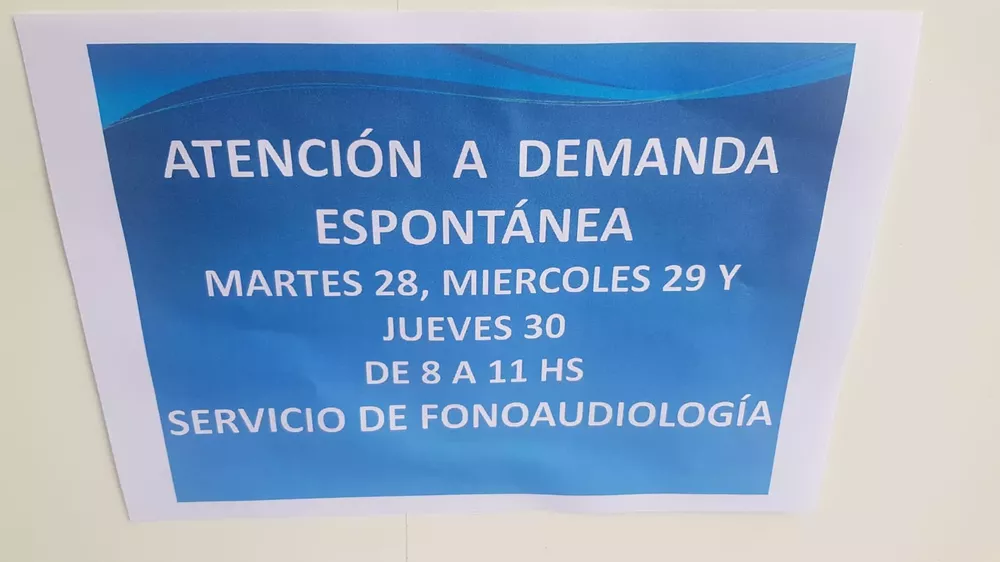 ATENCIÓN A DEMANDA
ESPONTÁNEA
MARTES 28, MIERCOLES 29 Y
JUEVES 30
DE 8 A 11 HS
SERVICIO DE FONOAUDIOLOGÍA